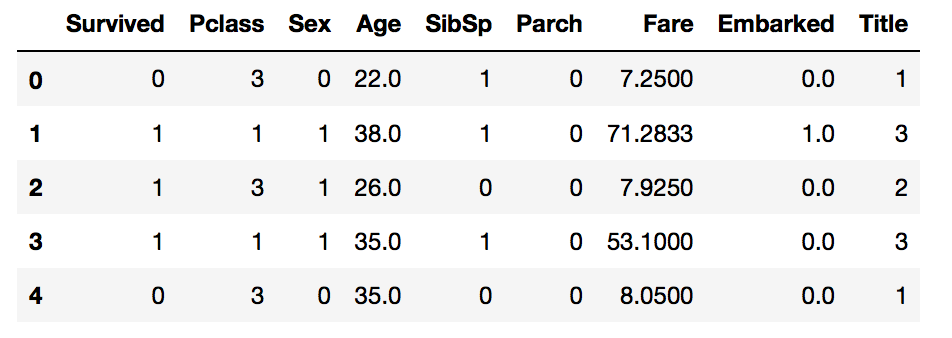 Survived Pclass Sex Age SibSp Parch Fare Embarked Title
0 0 3 0 22.0 1 0 7.2500 0.0 1
1 1 1 1 38.0 1 0 71.2833 1.0 3
2 1 3 1 26.0 0 0 7.9250 0.0 2
3 1 1 1 35.0 1 0 53.1000 0.0 3
4 0 3 0 35.0 0 0 8.0500 0.0 1